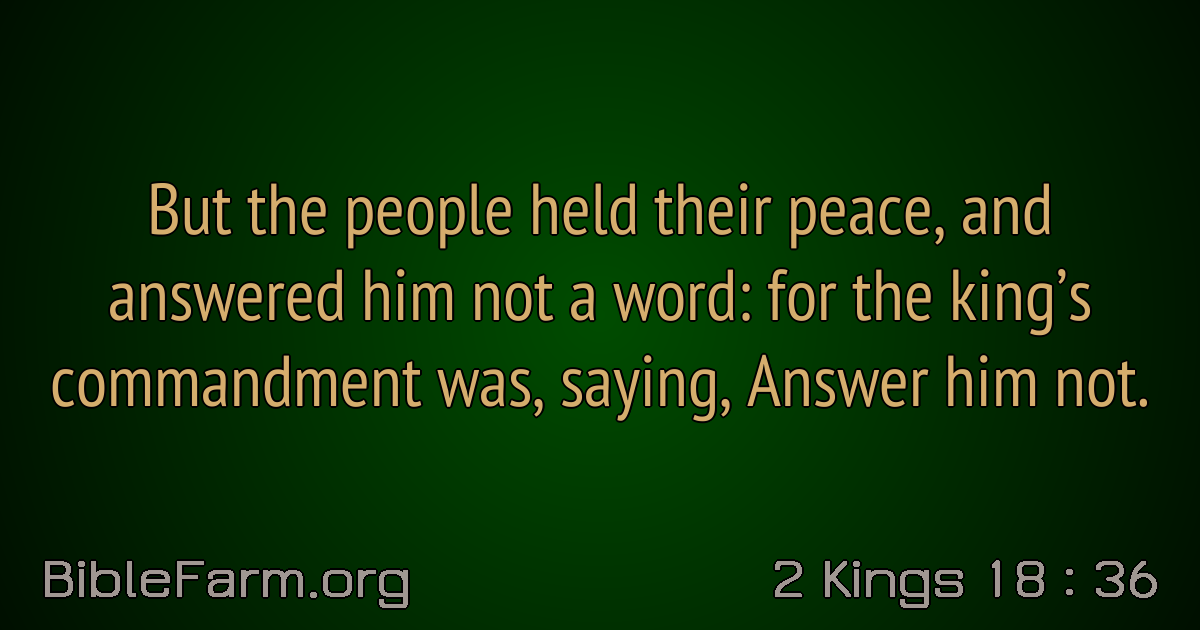 But the people held their peace, and
answered him not a word: for the king’s
commandment was, saying, Answer him not.
BibleFarm.org
2 Kings 18 : 36